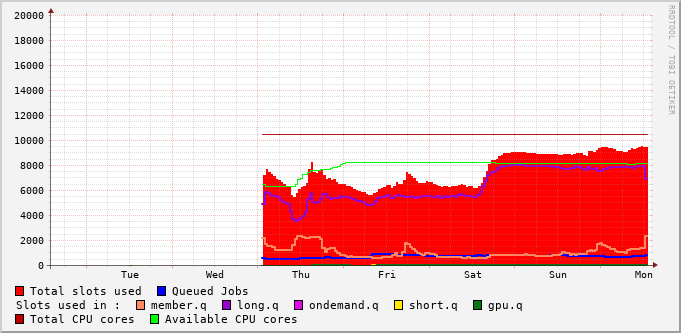 20000
18000
16000
14000
12000
10000
8000
6000
4000
2000
0
Tue Wed Thu Fri Sat Sun Mon
RRDTOOL / TOBI OETIKER
Total slots used Queued Jobs
Slots used in : member.q long.q ondemand.q short.q gpu.q
Total CPU cores Available CPU cores